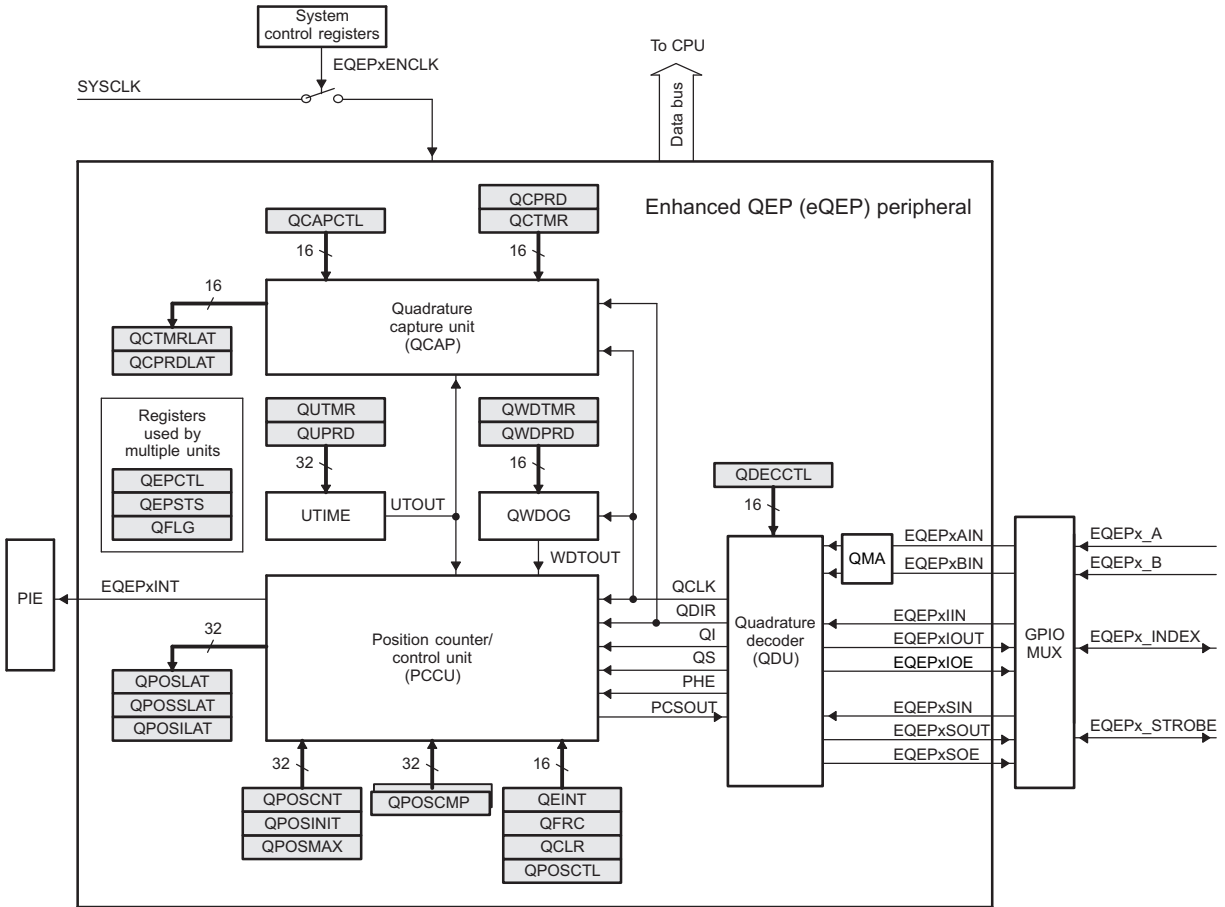 System
control registers
To CPU
EQEPxENCLK
SYSCLK
Data bus
Enhanced QEP (eQEP) peripheral
QCPRD
QCAPCTL
QCTMR
16
16
16
Quadrature
capture unit
(QCAP)
QCTMRLAT
QCPRDLAT
Registers
used by
multiple units
QEPCTL
QEPSTS
QFLG
QUTMR
QUPRD
32
QWDTMR
QWDPRD
16
UTIME
UTOUT
QWDOG
WDTOUT
QDECCTL
16
QMA
EQEPxAIN
EQEPxBIN
EQEPx_A
EQEPx_B
PIE
EQEPxINT
QCLK
QDIR
QI
QS
PHE
PCSOUT
Position counter/
control unit
(PCCU)
Quadrature
decoder
(QDU)
EQEPxIIN
EQEPxIOUT
EQEPxIOE
EQEPxSIN
EQEPxSOUT
EQEPxSOE
GPIO
MUX
EQEPx_INDEX
EQEPx_STROBE
32
QPOSLAT
QPOSSLAT
QPOSILAT
32
32
16
QPOSCNT
QPOSINIT
QPOSMAX
QPOSCMP
QEINT
QFRC
QCLR
QPOSCTL